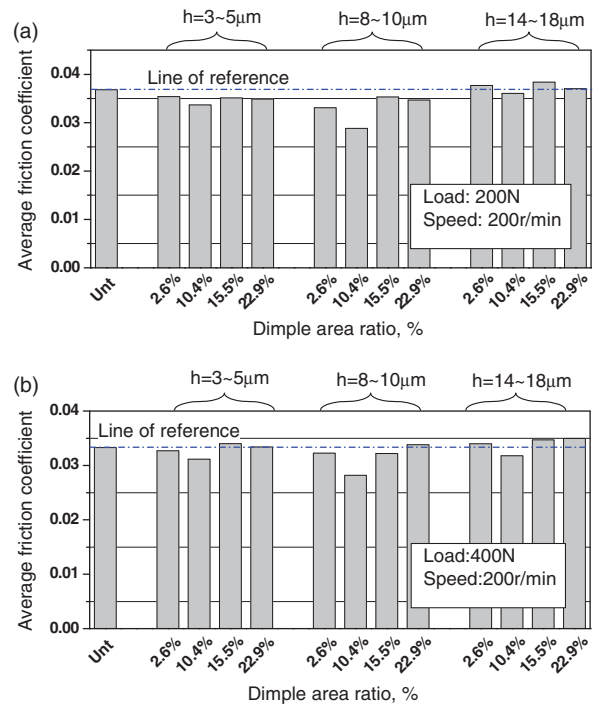 (a)
h=3~5μm h=8~10μm h=14~18μm
Line of reference
Average friction coefficient
0.04
0.03
0.02
0.01
0.00
Load: 200N
Speed: 200r/min
Unt 2.6% 10.4% 15.5% 22.9% 2.6% 10.4% 15.5% 22.9% 2.6% 10.4% 15.5% 22.9%
Dimple area ratio, %
(b)
h=3~5μm h=8~10μm h=14~18μm
Line of reference
Average friction coefficient
0.04
0.03
0.02
0.01
0.00
Load:400N
Speed:200r/min
Unt 2.6% 10.4% 15.5% 22.9% 2.6% 10.4% 15.5% 22.9% 2.6% 10.4% 15.5% 22.9%
Dimple area ratio, %